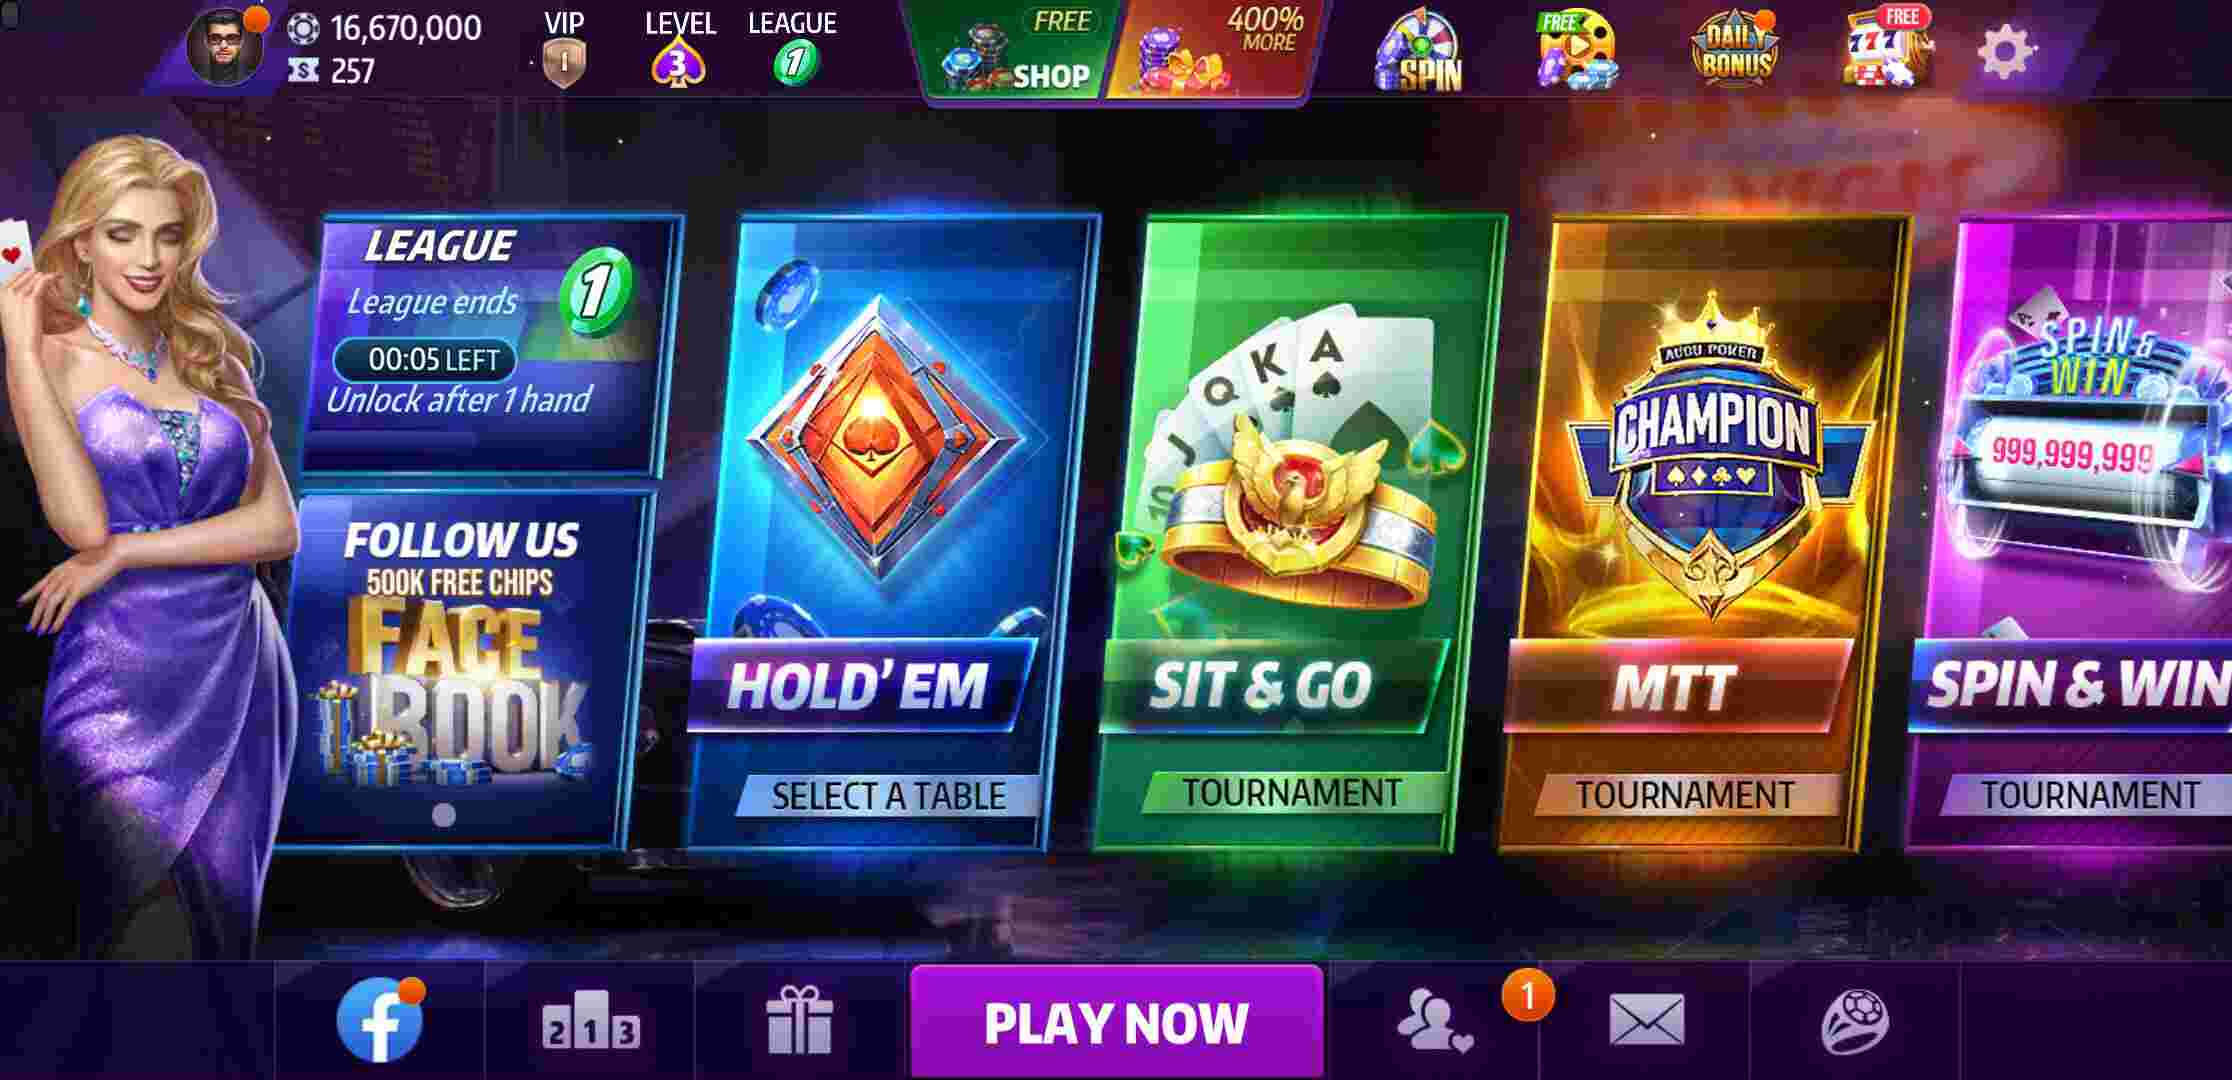 16,670,000
257
VIP
1
LEVEL
3
LEAGUE
1
FREE
SHOP
400%
MORE
SPIN
FREE
DAILY
BONUS
FREE
777
LEAGUE
League ends
00:05 LEFT
Unlock after 1 hand
1
FOLLOW US
500K FREE CHIPS
FACE
BOOK
HOLD'EM
SELECT A TABLE
10 J Q K A
SIT & GO
TOURNAMENT
CHAMPION
MTT
TOURNAMENT
SPIN &
WIN
999,999,999
SPIN & WIN
TOURNAMENT
2 1 3
PLAY NOW
1